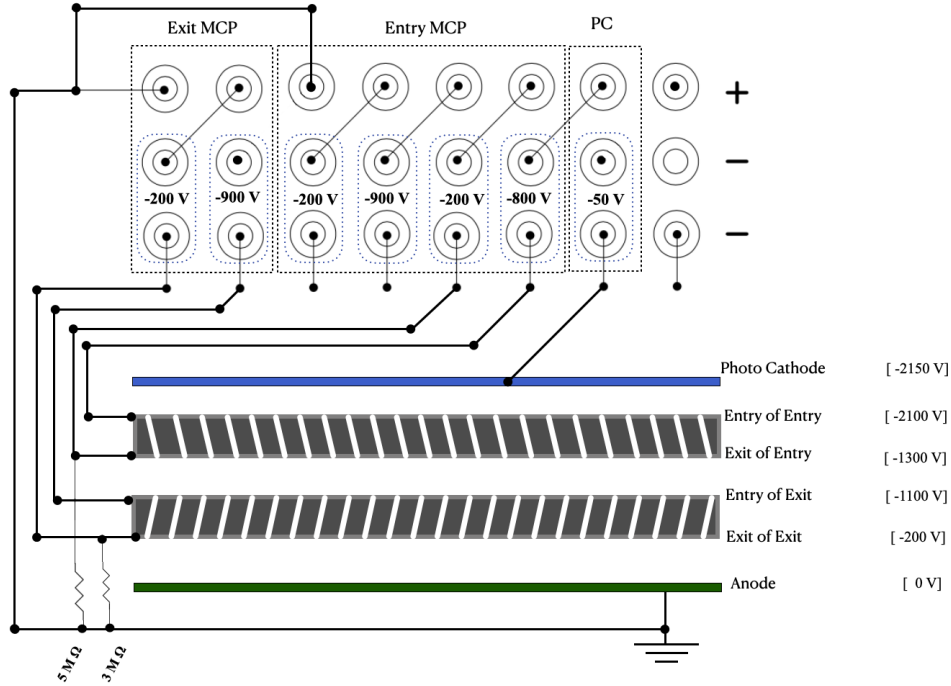 Exit MCP
Entry MCP
PC
+
−
-200 V
-900 V
-200 V
-900 V
-200 V
-800 V
-50 V
−
Photo Cathode [ -2150 V]
Entry of Entry [ -2100 V]
Exit of Entry [ -1300 V]
Entry of Exit [ -1100 V]
Exit of Exit [ -200 V]
Anode [ 0 V]
5 M Ω
3 M Ω